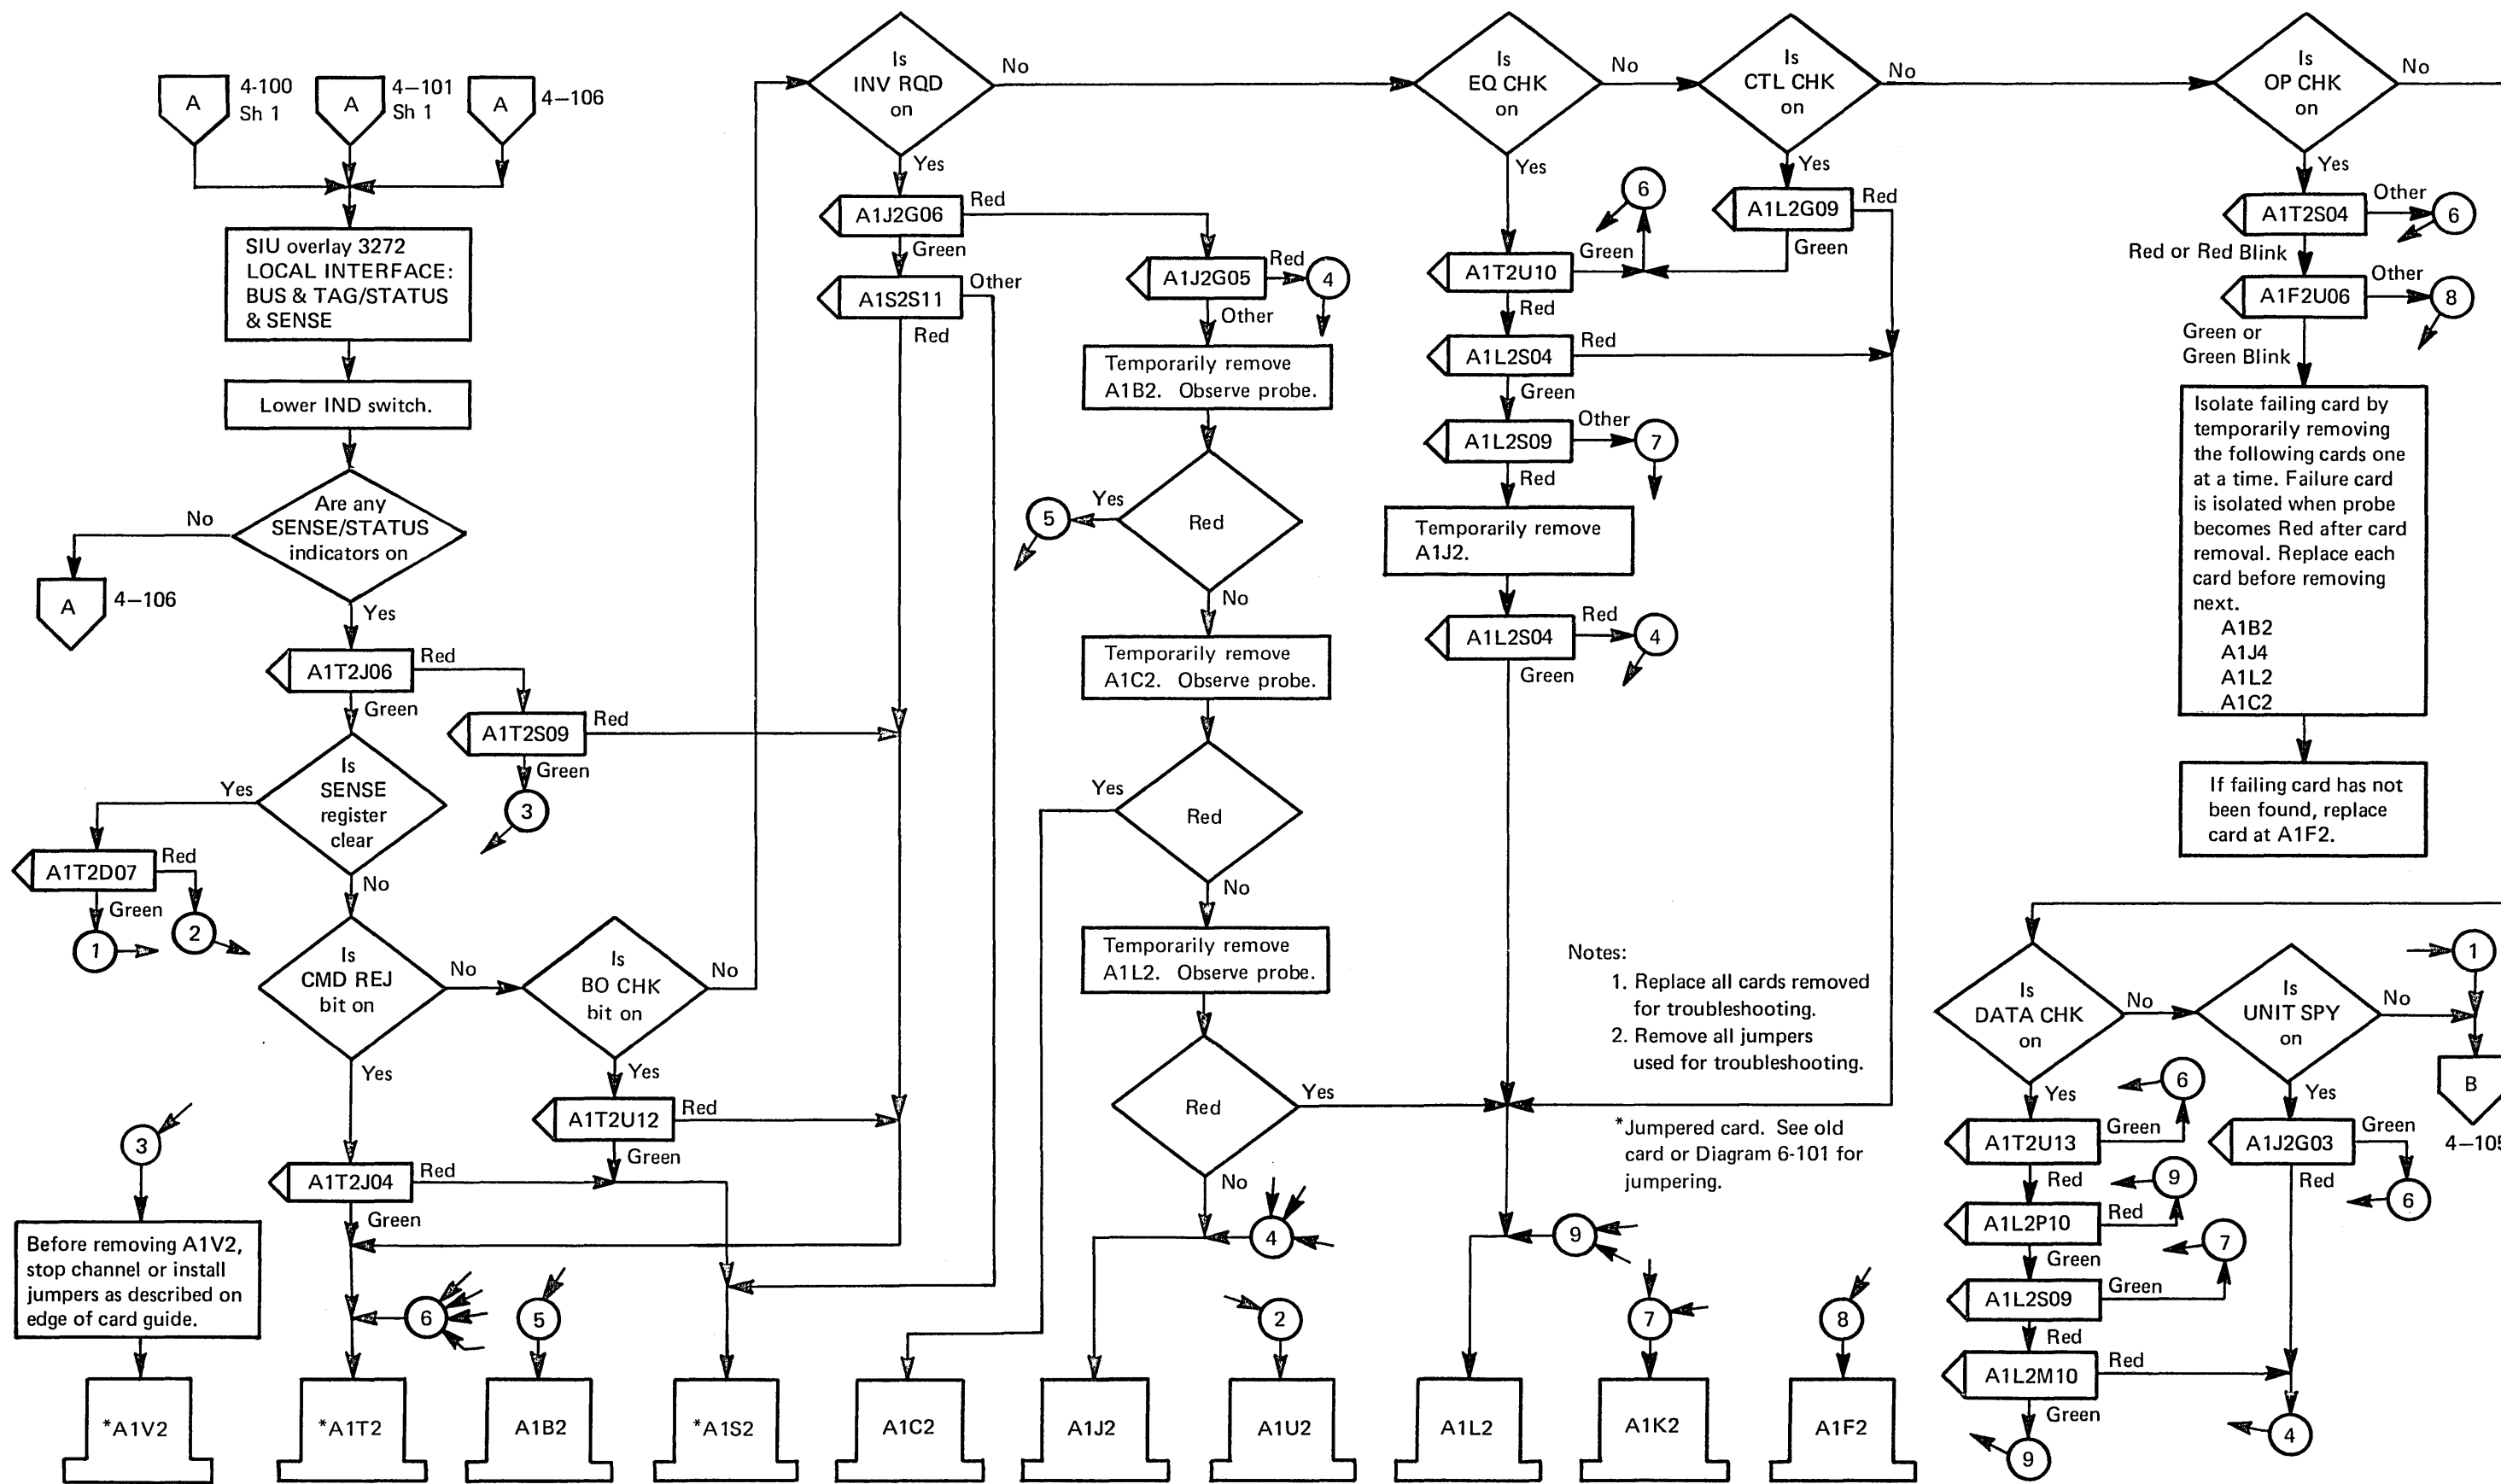 A
4-100
Sh 1
A
4–101
Sh 1
A
4–106
SIU overlay 3272
LOCAL INTERFACE:
BUS & TAG/STATUS
& SENSE
Lower IND switch.
Are any
SENSE/STATUS
indicators on
No
A
4–106
Yes
A1T2J06
Red
Green
A1T2S09
Red
Green
3
Is
SENSE
register
clear
Yes
A1T2D07
Red
Green
1
2
No
Is
CMD REJ
bit on
No
Is
BO CHK
bit on
No
Yes
Yes
A1T2U12
Red
Green
A1T2J04
Red
Green
3
Before removing A1V2,
stop channel or install
jumpers as described on
edge of card guide.
6
5
*A1V2
*A1T2
A1B2
*A1S2
Is
INV RQD
on
No
Yes
A1J2G06
Red
Green
A1S2S11
Other
Red
A1J2G05
Red
4
Other
Temporarily remove
A1B2. Observe probe.
Red
Yes
5
No
Temporarily remove
A1C2. Observe probe.
Red
Yes
No
Temporarily remove
A1L2. Observe probe.
Red
Yes
No
4
9
2
7
8
A1C2
A1J2
A1U2
A1L2
A1K2
A1F2
Is
EQ CHK
on
No
Yes
A1T2U10
Green
6
Red
A1L2S04
Red
Green
A1L2S09
Other
7
Red
Temporarily remove
A1J2.
A1L2S04
Red
4
Green
Is
CTL CHK
on
No
Yes
A1L2G09
Red
Green
Notes:
1. Replace all cards removed
for troubleshooting.
2. Remove all jumpers
used for troubleshooting.
*Jumpered card. See old
card or Diagram 6-101 for
jumpering.
Is
OP CHK
on
No
Yes
A1T2S04
Other
6
Red or Red Blink
A1F2U06
Other
8
Green or
Green Blink
Isolate failing card by
temporarily removing
the following cards one
at a time. Failure card
is isolated when probe
becomes Red after card
removal. Replace each
card before removing
next.
A1B2
A1J4
A1L2
A1C2
If failing card has not
been found, replace
card at A1F2.
Is
DATA CHK
on
No
Is
UNIT SPY
on
No
1
B
4–105
Yes
A1T2U13
Green
6
Red
A1L2P10
Red
9
Green
A1L2S09
Green
7
Red
A1L2M10
Red
Green
9
Yes
A1J2G03
Green
6
Red
4